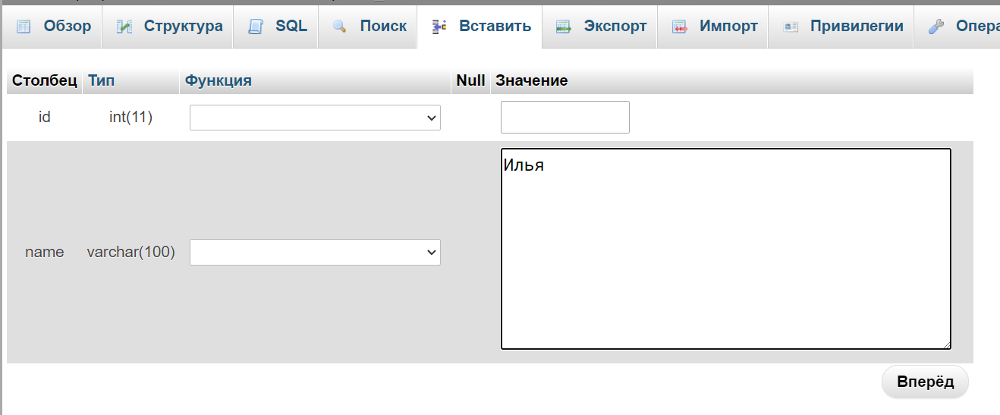 Обзор Структура SQL Поиск Вставить Экспорт Импорт Привилегии Опера
Столбец Тип Функция Null Значение
id int(11)
Илья
name varchar(100)
Вперёд